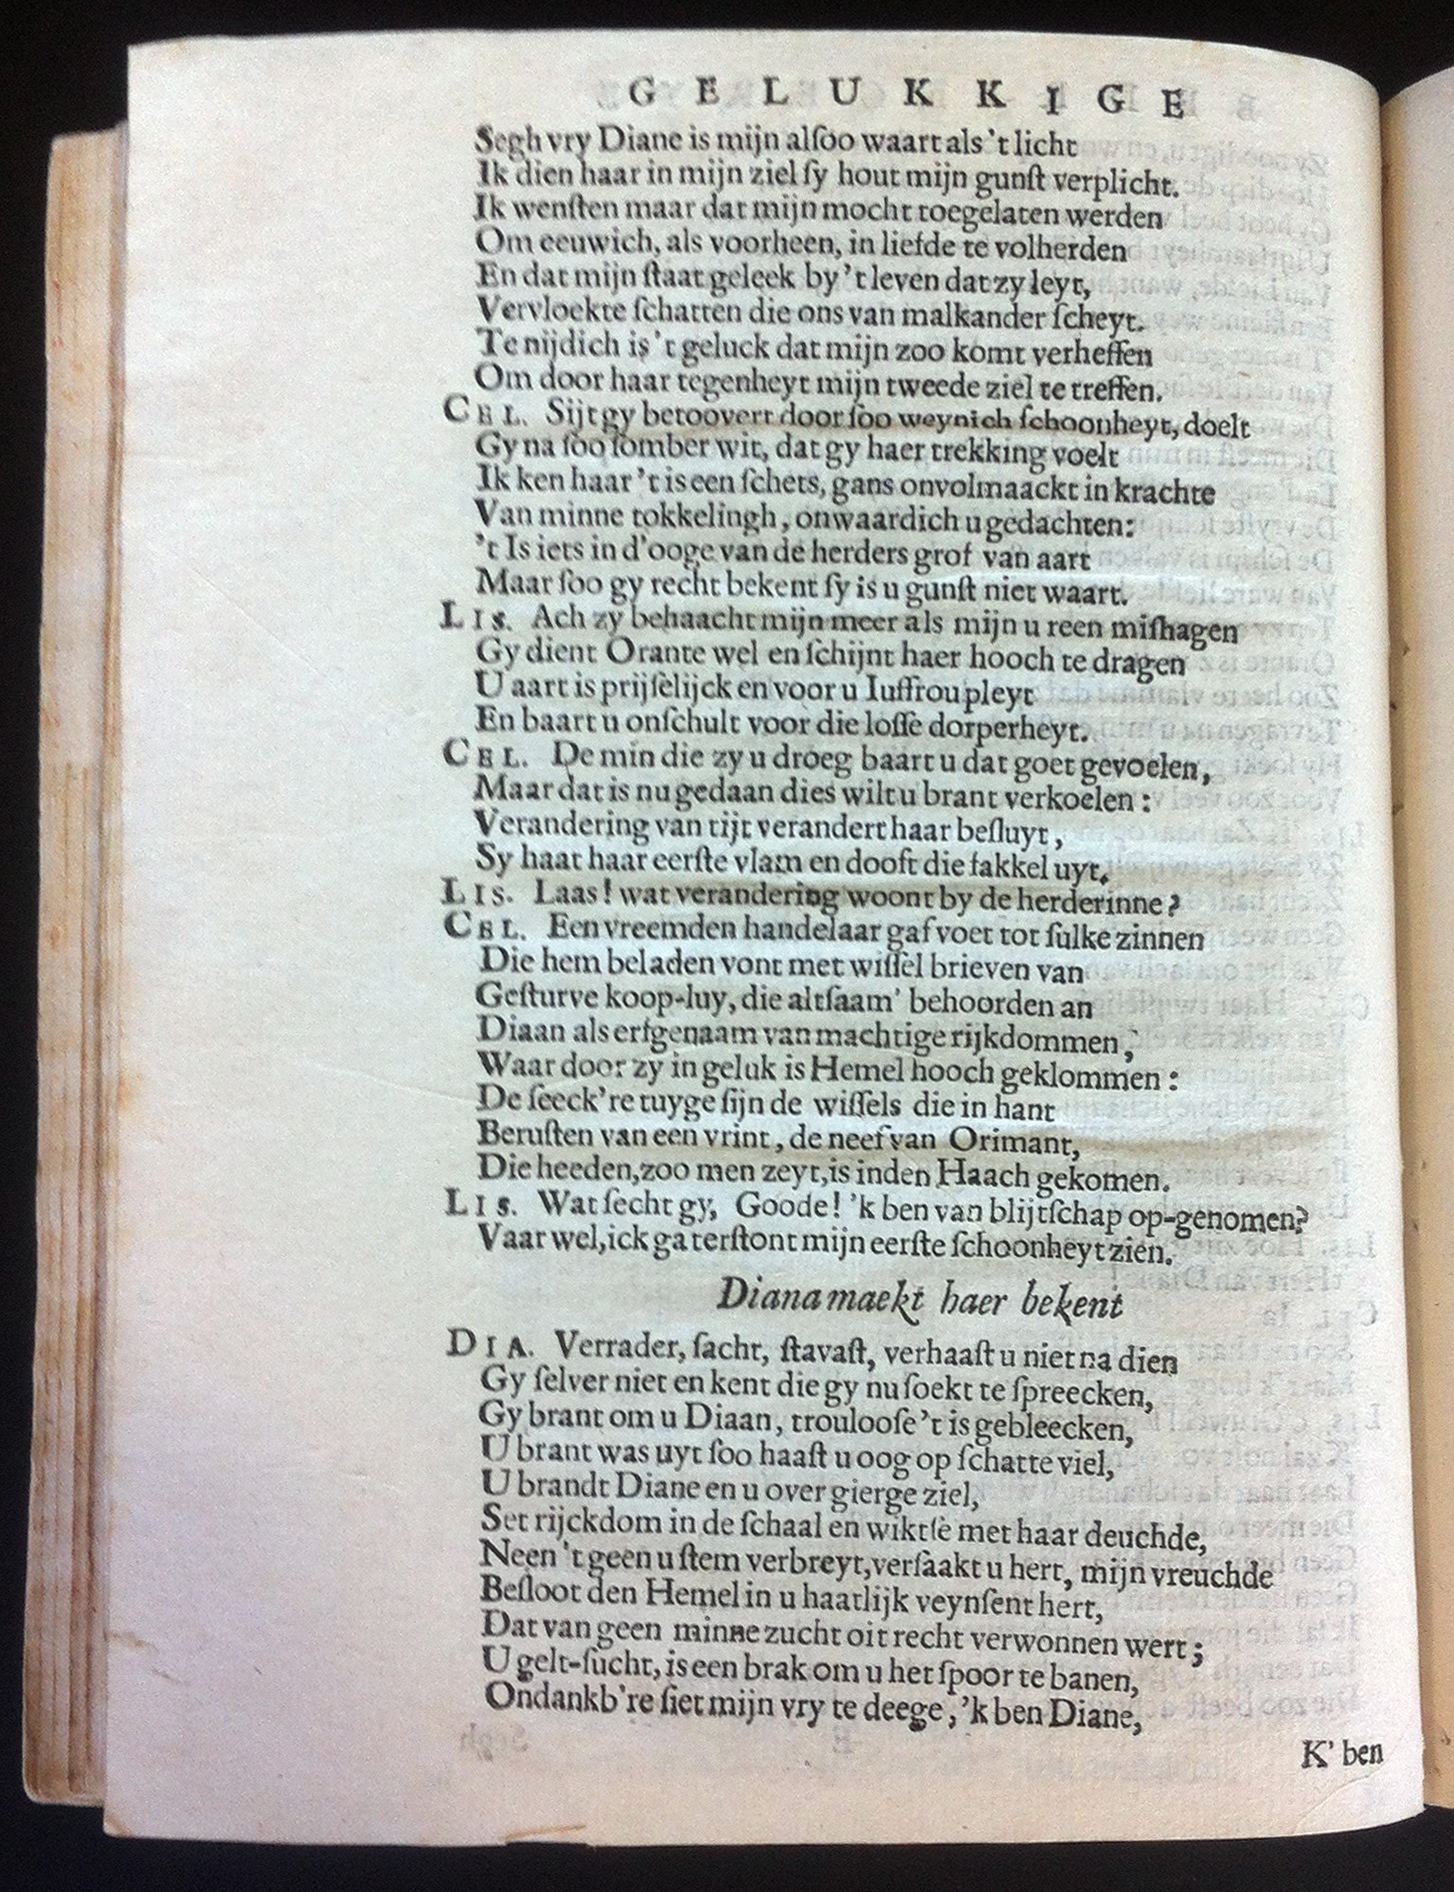 GELUKKIGE
Segh vry Diane is mijn alſoo waart als 't licht
Ik dien haar in mijn ziel ſy hout mijn gunſt verplicht.
Ik wenſten maar dat mijn mocht toegelaten werden
Om eeuwich, als voorheen, in liefde te volherden
En dat mijn ſtaat geleek by 't leven dat zy leyt,
Vervloekte ſchatten die ons van malkander ſcheyt.
Te nijdich is 't geluck dat mijn zoo komt verheffen
Om door haar tegenheyt mijn tweede ziel te treffen.
CEL. Sijt gy betoovert door ſoo weynich ſchoonheyt, doelt
Gy na ſoo ſomber wit, dat gy haer trekking voelt
Ik ken haar 't is een ſchets, gans onvolmaackt in krachte
Van minne tokkelingh, onwaardich u gedachten:
't Is iets in d'ooge van de herders grof van aart
Maar ſoo gy recht bekent ſy is u gunſt niet waart.
LIS. Ach zy behaacht mijn meer als mijn u reen miſhagen
Gy dient Orante wel en ſchijnt haer hooch te dragen
U aart is prijſelijck en voor u Iuffrou pleyt
En baart u onſchult voor die loſſe dorperheyt.
CEL. De min die zy u droeg baart u dat goet gevoelen,
Maar dat is nu gedaan dies wilt u brant verkoelen:
Verandering van tijt verandert haar beſluyt,
Sy haat haar eerſte vlam en dooft die fakkel uyt.
LIS. Laas! wat verandering woont by de herderinne?
CEL. Een vreemden handelaar gaf voet tot ſulke zinnen
Die hem beladen vont met wiſſel brieven van
Geſturve koop-luy, die altſaam' behoorden an
Diaan als erfgenaam van machtige rijkdommen,
Waar door zy in geluk is Hemel hooch geklommen:
De ſeeck're tuyge ſijn de wiſſels die in hant
Beruſten van een vrint, de neef van Orimant,
Die heeden, zoo men zeyt, is inden Haach gekomen.
LIS. Wat ſecht gy, Goode! 'k ben van blijtſchap op-genomen?
Vaar wel, ick ga terſtont mijn eerſte ſchoonheyt zien.
Diana maekt haer bekent
DIA. Verrader, ſacht, ſtavaſt, verhaaſt u niet na dien
Gy ſelver niet en kent die gy nu ſoekt te ſpreecken,
Gy brant om u Diaan, trouлooſe 't is gebleecken,
U brant was uyt ſoo haaſt u oog op ſchatte viel,
U brandt Diane en u over gierge ziel,
Set rijckdom in de ſchaal en wiktſe met haar deuchde,
Neen 't geen u ſtem verbreyt, verſaakt u hert, mijn vreuchde
Beſloot den Hemel in u haatlijk veynſent hert,
Dat van geen minne zucht oit recht verwonnen wert;
U gelt-ſucht, is een brak om u het ſpoor te banen,
Ondankb're ſiet mijn vry te deege, 'k ben Diane,
K' ben